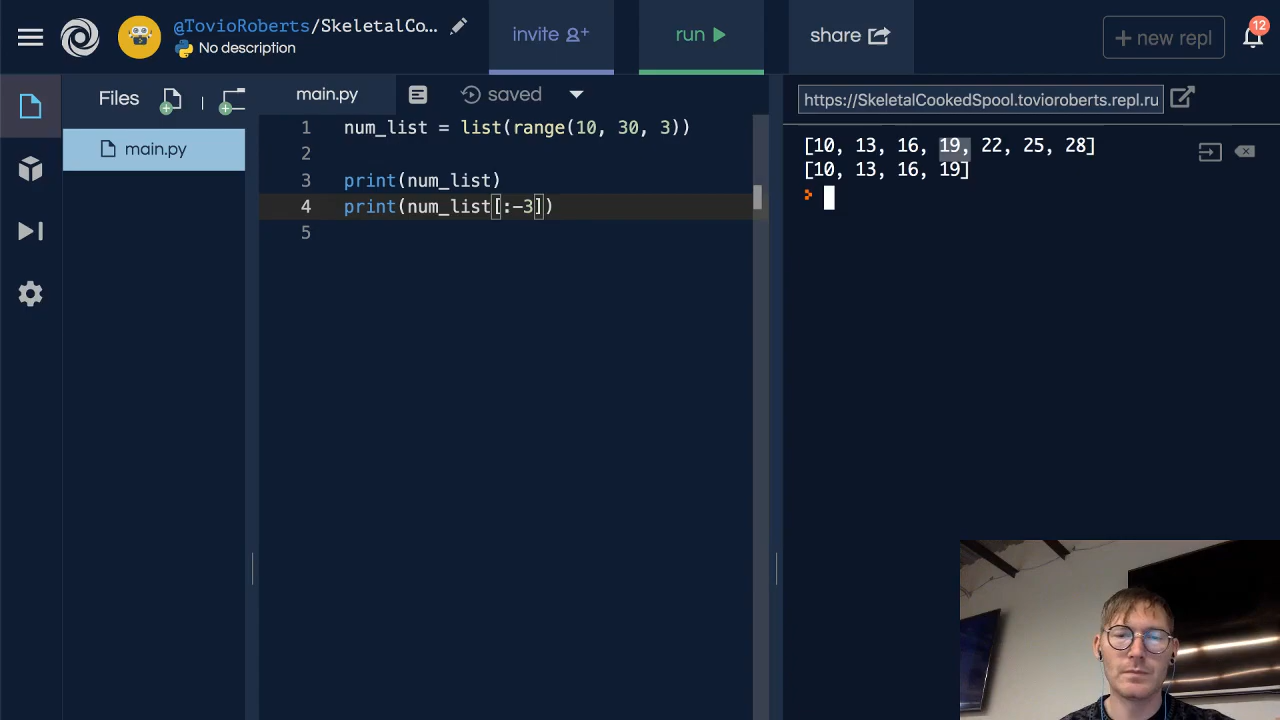 @TovioRoberts/SkeletalCo...
No description
invite
run
share
+ new repl
12
Files
main.py
main.py
saved
https://SkeletalCookedSpool.tovioroberts.repl.ru
1 num_list = list(range(10, 30, 3))
2
3 print(num_list)
4 print(num_list[:-3])
5
[10, 13, 16, 19, 22, 25, 28]
[10, 13, 16, 19]
>